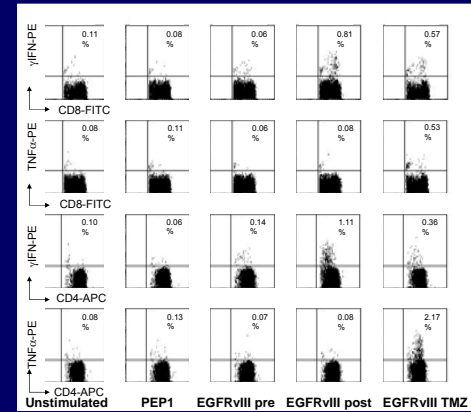 0.11 % 0.08 % 0.06 % 0.81 % 0.57 %
γIFN-PE
CD8-FITC
0.08 % 0.11 % 0.06 % 0.08 % 0.53 %
TNFα-PE
CD8-FITC
0.10 % 0.06 % 0.14 % 1.11 % 0.36 %
γIFN-PE
CD4-APC
0.08 % 0.13 % 0.07 % 0.08 % 2.17 %
TNFα-PE
CD4-APC
Unstimulated PEP1 EGFRvIII pre EGFRvIII post EGFRvIII TMZ